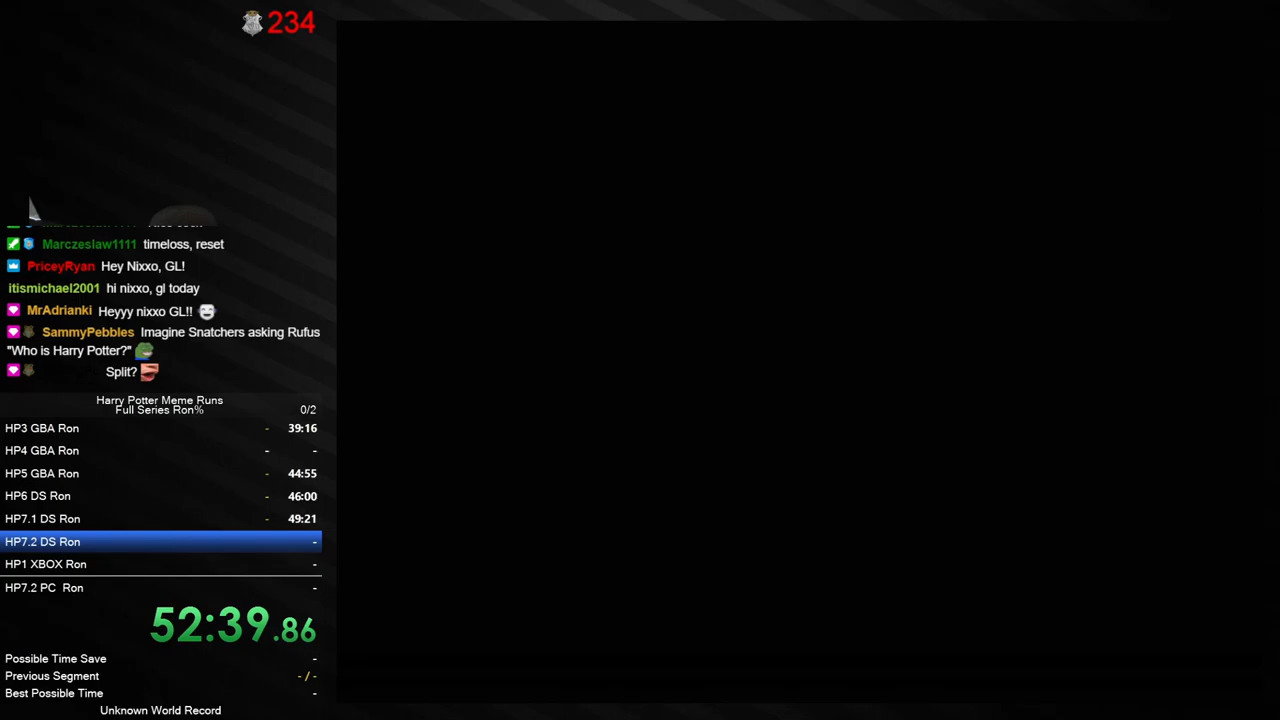 234
Marczeslaw1111 timeloss, reset
PriceyRyan Hey Nixxo, GL!
itismichael2001 hi nixxo, gl today
MrAdrianki Heyyy nixxo GL!!
SammyPebbles Imagine Snatchers asking Rufus
"Who is Harry Potter?"
Split?
Harry Potter Meme Runs
Full Series Ron% 0/2
HP3 GBA Ron - 39:16
HP4 GBA Ron - -
HP5 GBA Ron - 44:55
HP6 DS Ron - 46:00
HP7.1 DS Ron - 49:21
HP7.2 DS Ron -
HP1 XBOX Ron -
HP7.2 PC Ron -
52:39.86
Possible Time Save -
Previous Segment - / -
Best Possible Time -
Unknown World Record